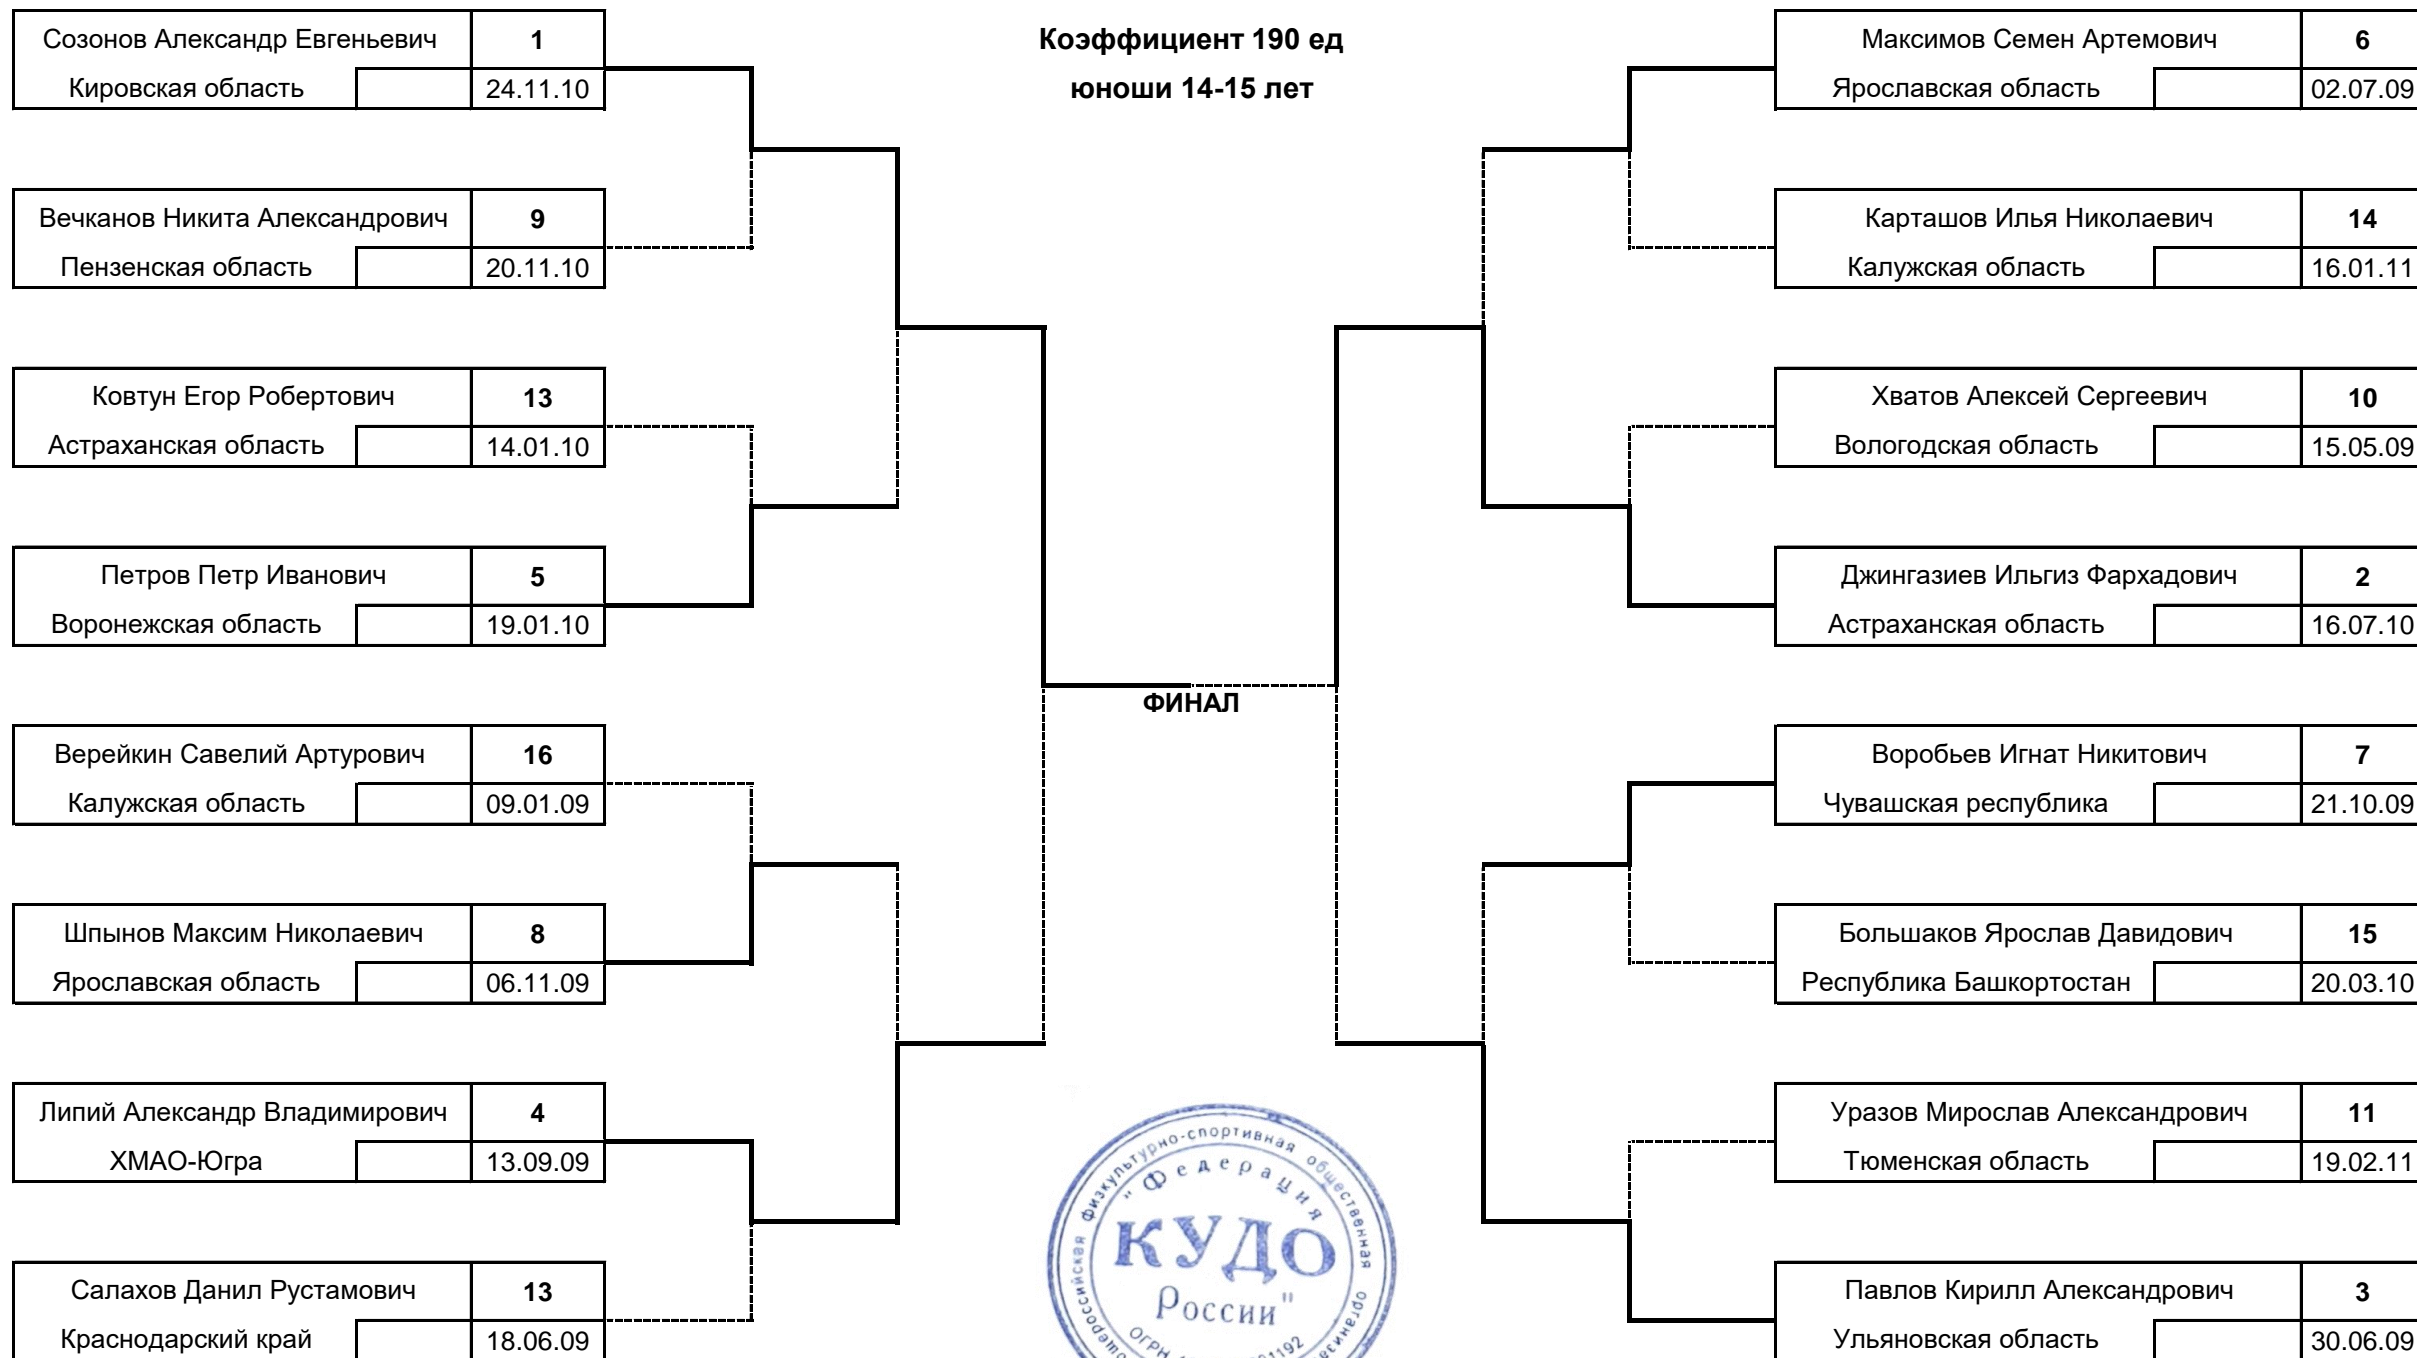 Коэффициент 190 ед
юноши 14-15 лет
Созонов Александр Евгеньевич 1
Кировская область 24.11.10
Вечканов Никита Александрович 9
Пензенская область 20.11.10
Ковтун Егор Робертович 13
Астраханская область 14.01.10
Петров Петр Иванович 5
Воронежская область 19.01.10
Верейкин Савелий Артурович 16
Калужская область 09.01.09
Шпынов Максим Николаевич 8
Ярославская область 06.11.09
Липий Александр Владимирович 4
ХМАО-Югра 13.09.09
Салахов Данил Рустамович 13
Краснодарский край 18.06.09
ФИНАЛ
Максимов Семен Артемович 6
Ярославская область 02.07.09
Карташов Илья Николаевич 14
Калужская область 16.01.11
Хватов Алексей Сергеевич 10
Вологодская область 15.05.09
Джингазиев Ильгиз Фархадович 2
Астраханская область 16.07.10
Воробьев Игнат Никитович 7
Чувашская республика 21.10.09
Большаков Ярослав Давидович 15
Республика Башкортостан 20.03.10
Уразов Мирослав Александрович 11
Тюменская область 19.02.11
Павлов Кирилл Александрович 3
Ульяновская область 30.06.09
физкультурно-спортивная общественная
"Федерация
КУДО
России"
ОГРН